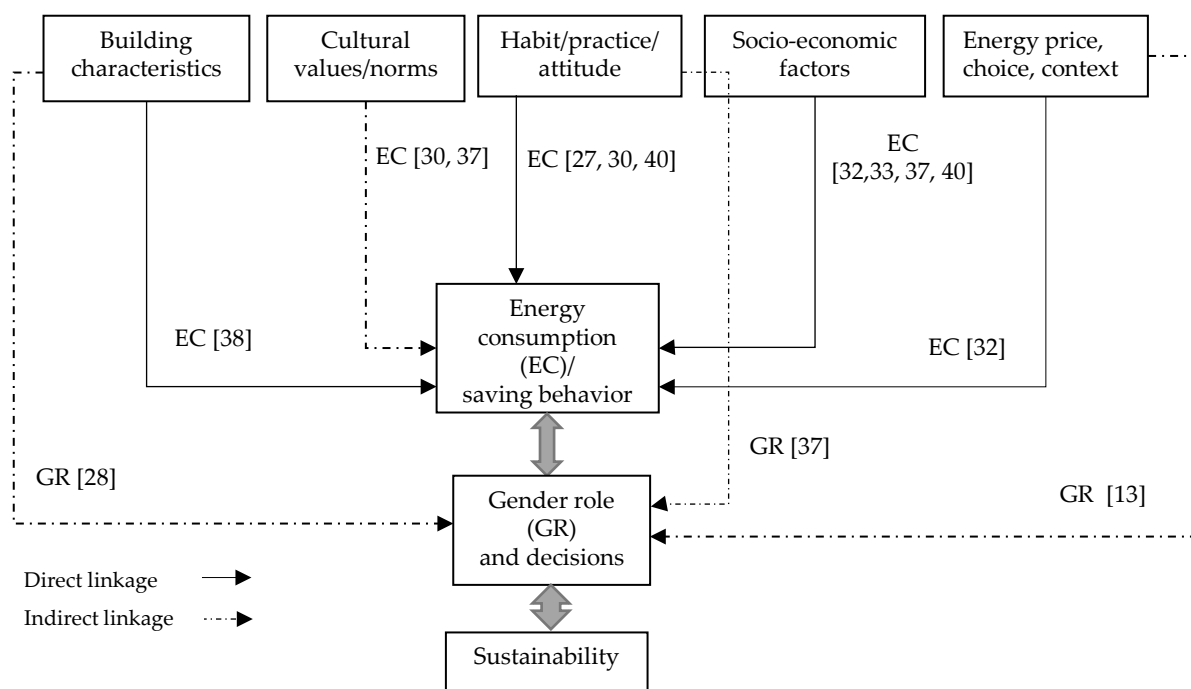 Building
characteristics
Cultural
values/norms
Habit/practice/
attitude
Socio-economic
factors
Energy price,
choice, context
EC [30, 37]
EC [27, 30, 40]
EC
[32,33, 37, 40]
EC [38]
Energy
consumption
(EC)/
saving behavior
EC [32]
GR [28]
GR [37]
GR [13]
Gender role
(GR)
and decisions
Direct linkage
Indirect linkage
Sustainability